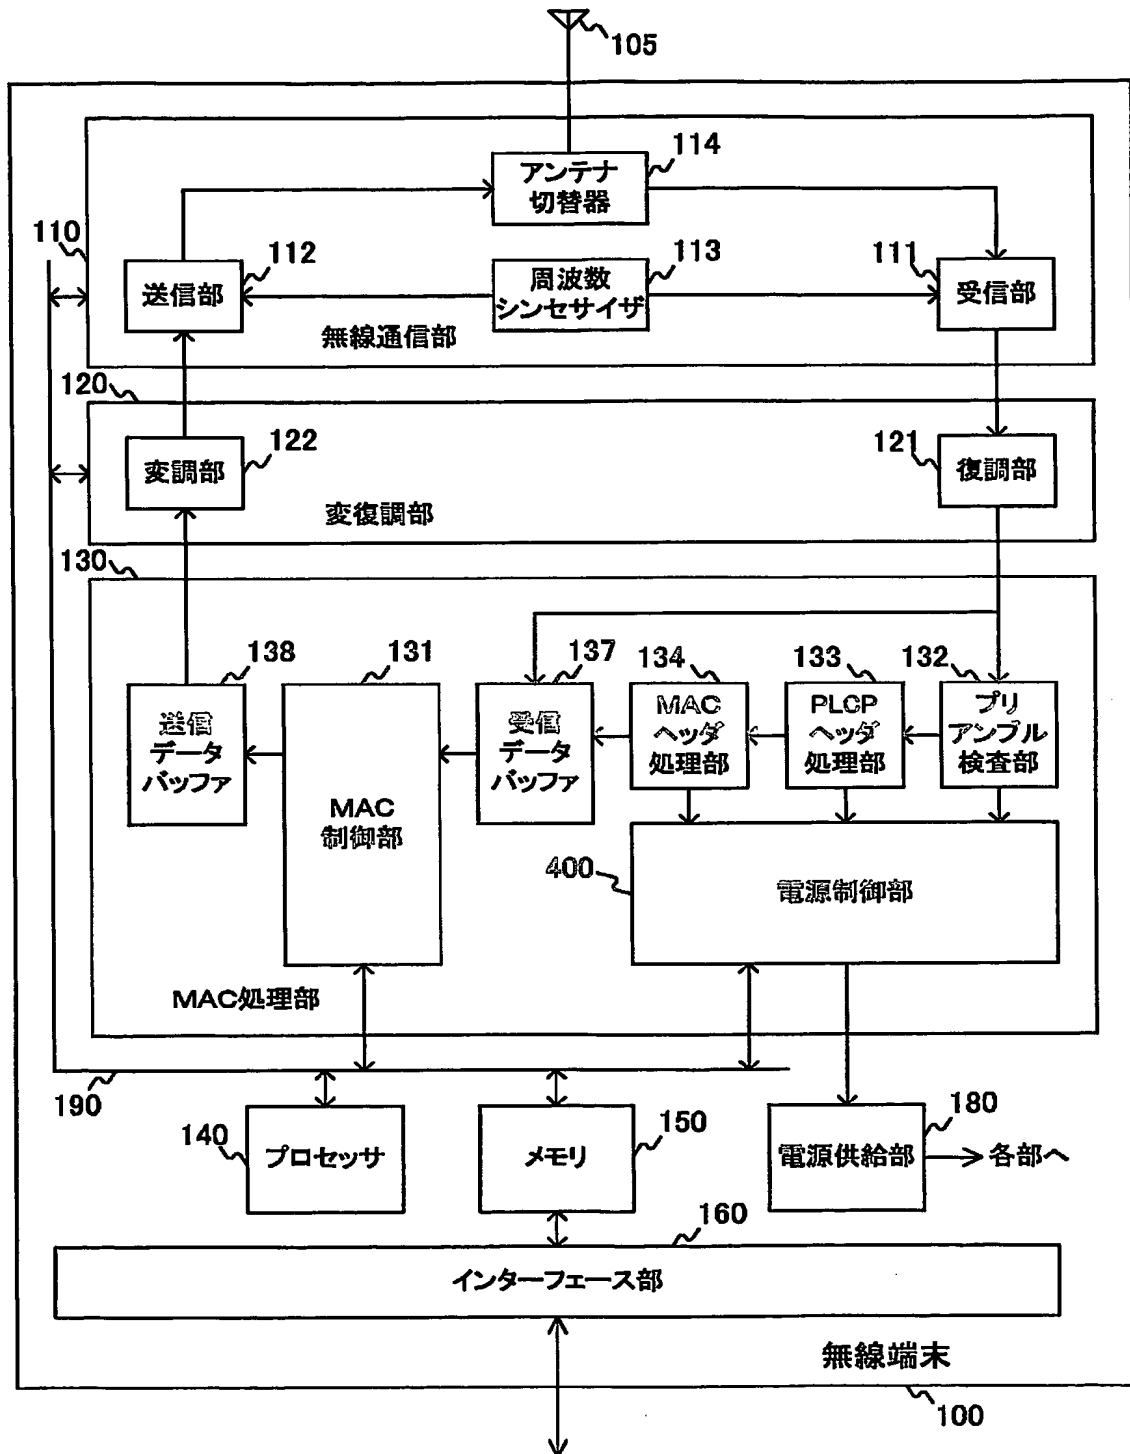 105
114
アンテナ
切替器
110
112
113
111
送信部
周波数
シンセサイザ
受信部
無線通信部
120
122
121
変調部
復調部
変復調部
130
138
131
137
134
133
132
送信
データ
バッファ
MAC
制御部
受信
データ
バッファ
MAC
ヘッダ
処理部
PLCP
ヘッダ
処理部
プリ
アンブル
検査部
400
電源制御部
MAC処理部
190
140
プロセッサ
150
メモリ
180
電源供給部
各部へ
160
インターフェース部
無線端末
100